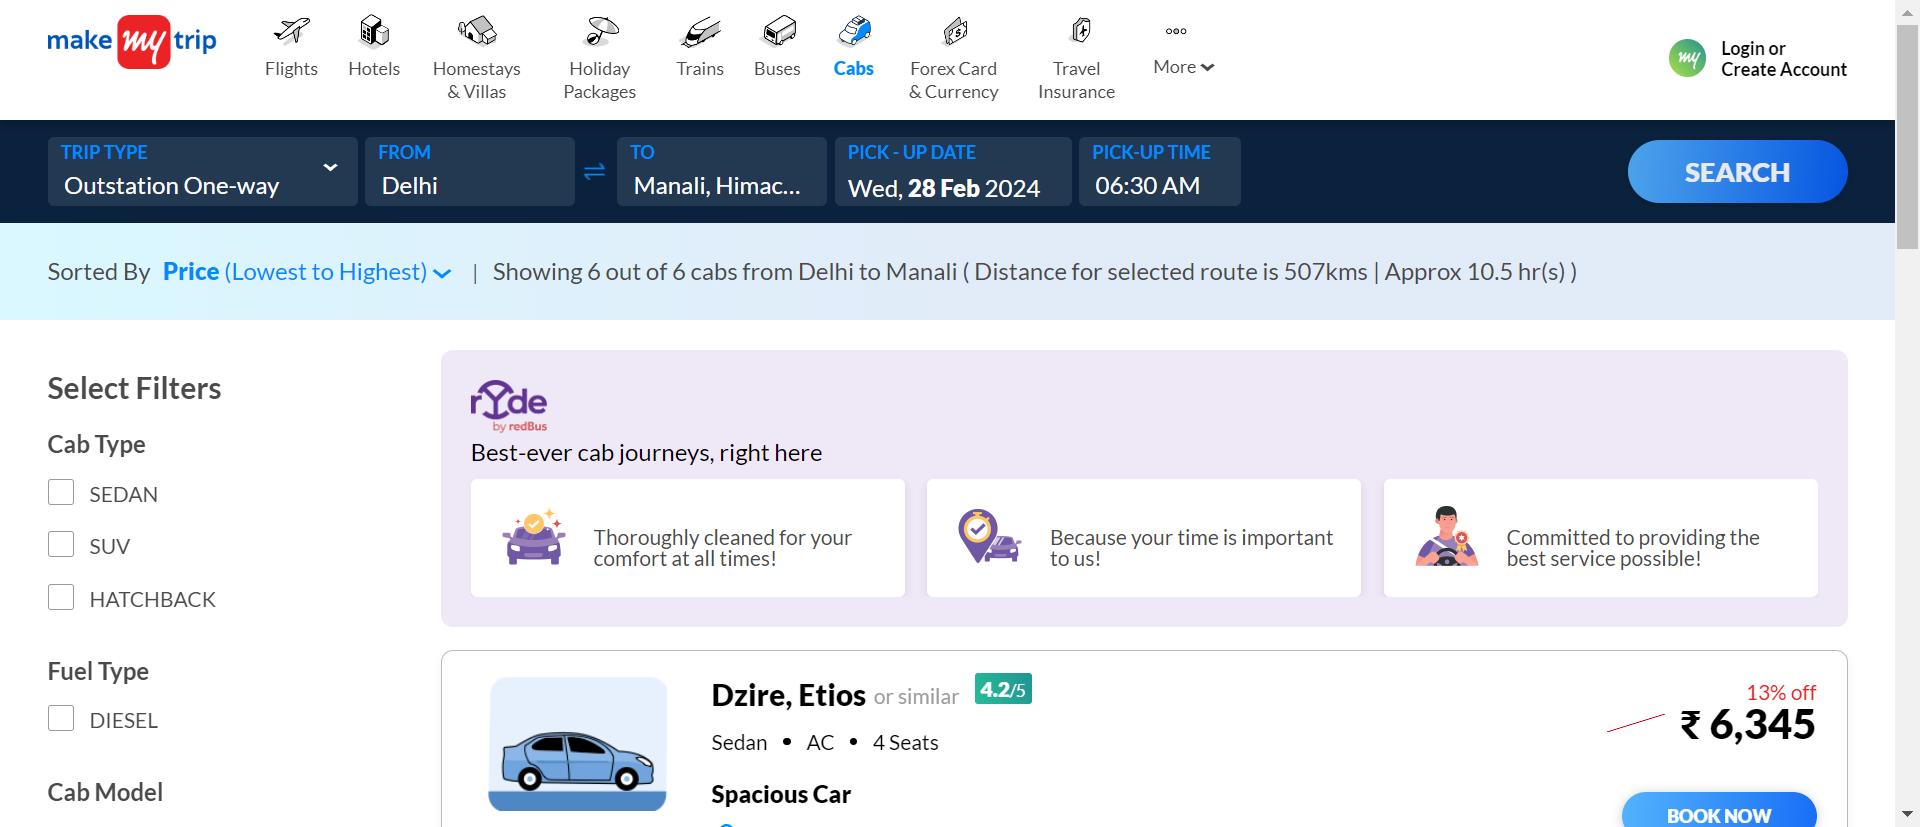 make my trip
Flights
Hotels
Homestays
& Villas
Holiday
Packages
Trains
Buses
Cabs
Forex Card
& Currency
Travel
Insurance
More
my
Login or
Create Account
TRIP TYPE
Outstation One-way
FROM
Delhi
TO
Manali, Himac...
PICK - UP DATE
Wed, 28 Feb 2024
PICK-UP TIME
06:30 AM
SEARCH
Sorted By Price (Lowest to Highest) | Showing 6 out of 6 cabs from Delhi to Manali ( Distance for selected route is 507kms | Approx 10.5 hr(s) )
Select Filters
Cab Type
SEDAN
SUV
HATCHBACK
Fuel Type
DIESEL
Cab Model
rYde
by redBus
Best-ever cab journeys, right here
Thoroughly cleaned for your
comfort at all times!
Because your time is important
to us!
Committed to providing the
best service possible!
Dzire, Etios or similar 4.2/5
Sedan • AC • 4 Seats
Spacious Car
13% off
₹ 6,345
BOOK NOW